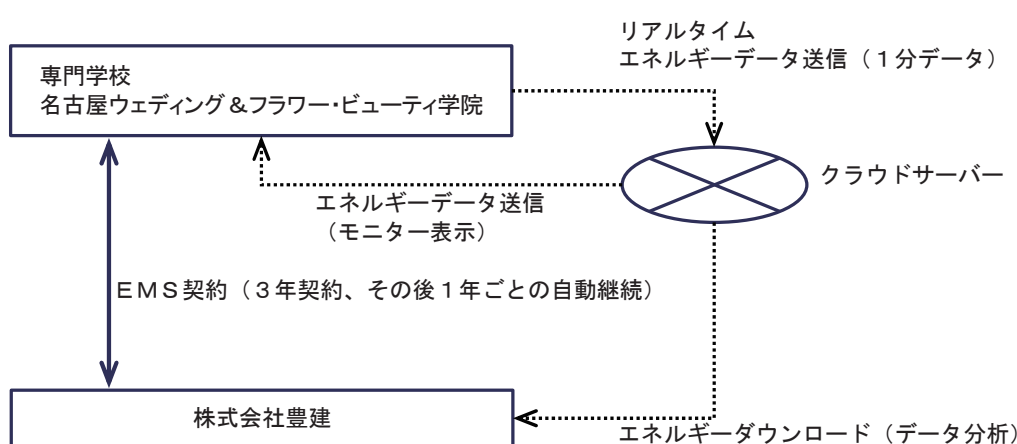 リアルタイム
エネルギーデータ送信（１分データ）
専門学校
名古屋ウェディング＆フラワー・ビューティ学院
クラウドサーバー
エネルギーデータ送信
（モニター表示）
ＥＭＳ契約（３年契約、その後１年ごとの自動継続）
株式会社豊建
エネルギーダウンロード（データ分析）